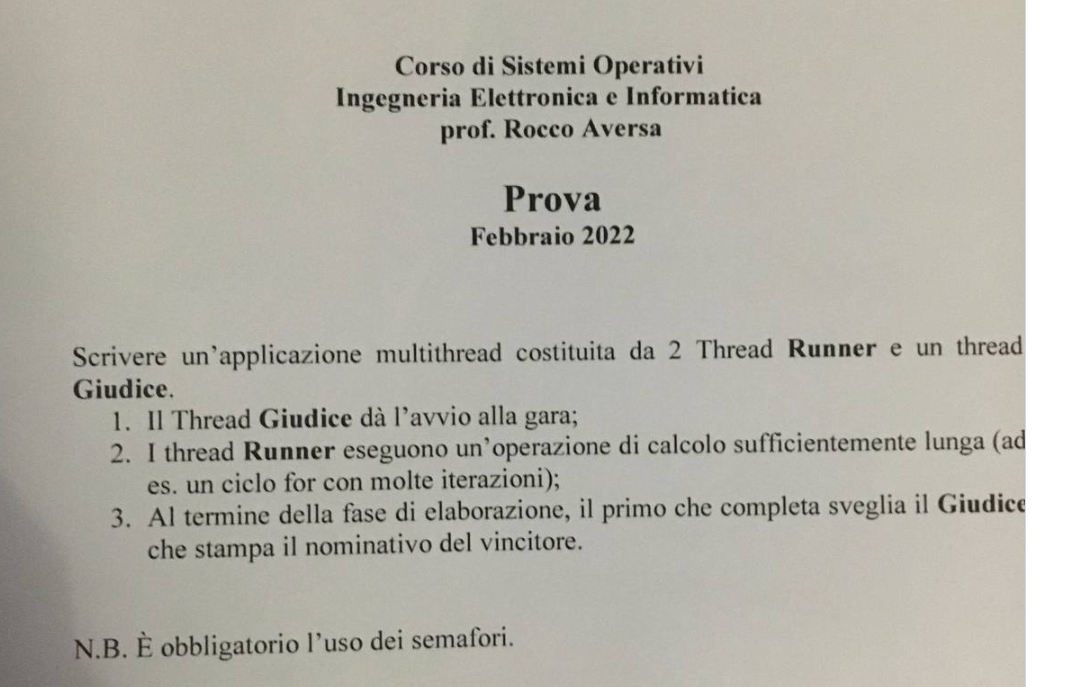 Corso di Sistemi Operativi
Ingegneria Elettronica e Informatica
prof. Rocco Aversa
Prova
Febbraio 2022
Scrivere un'applicazione multithread costituita da 2 Thread Runner e un thread
Giudice.
1. Il Thread Giudice dà l'avvio alla gara;
2. I thread Runner eseguono un'operazione di calcolo sufficientemente lunga (ad
es. un ciclo for con molte iterazioni);
3. Al termine della fase di elaborazione, il primo che completa sveglia il Giudice
che stampa il nominativo del vincitore.
N.B. È obbligatorio l'uso dei semafori.